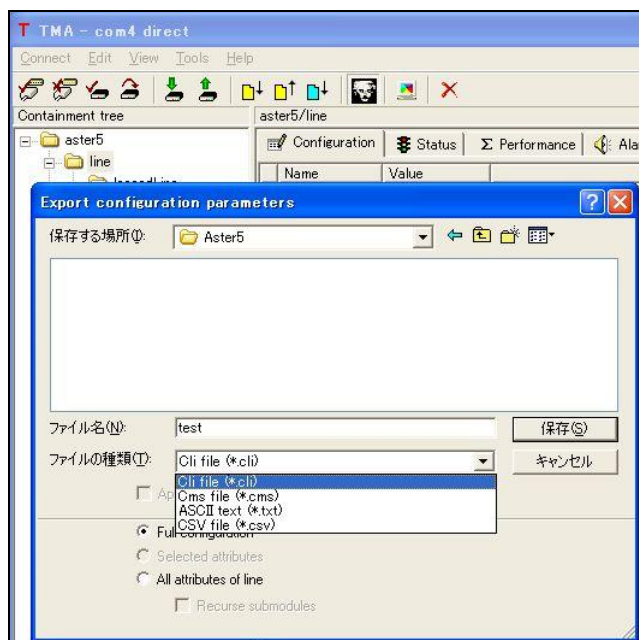 TMA - com4 direct
Connect Edit View Tools Help
Containment tree
aster5/line
aster5
Configuration
Status
Σ Performance
line
Name
Value
Export configuration parameters
保存する場所(I):
Aster5
ファイル名(N):
test
保存(S)
ファイルの種類(T):
Cli file (*.cli)
キャンセル
Cli file (*.cli)
Cms file (*.cms)
ASCII text (*.txt)
CSV file (*.csv)
Selected attributes
All attributes of line
Recurse submodules